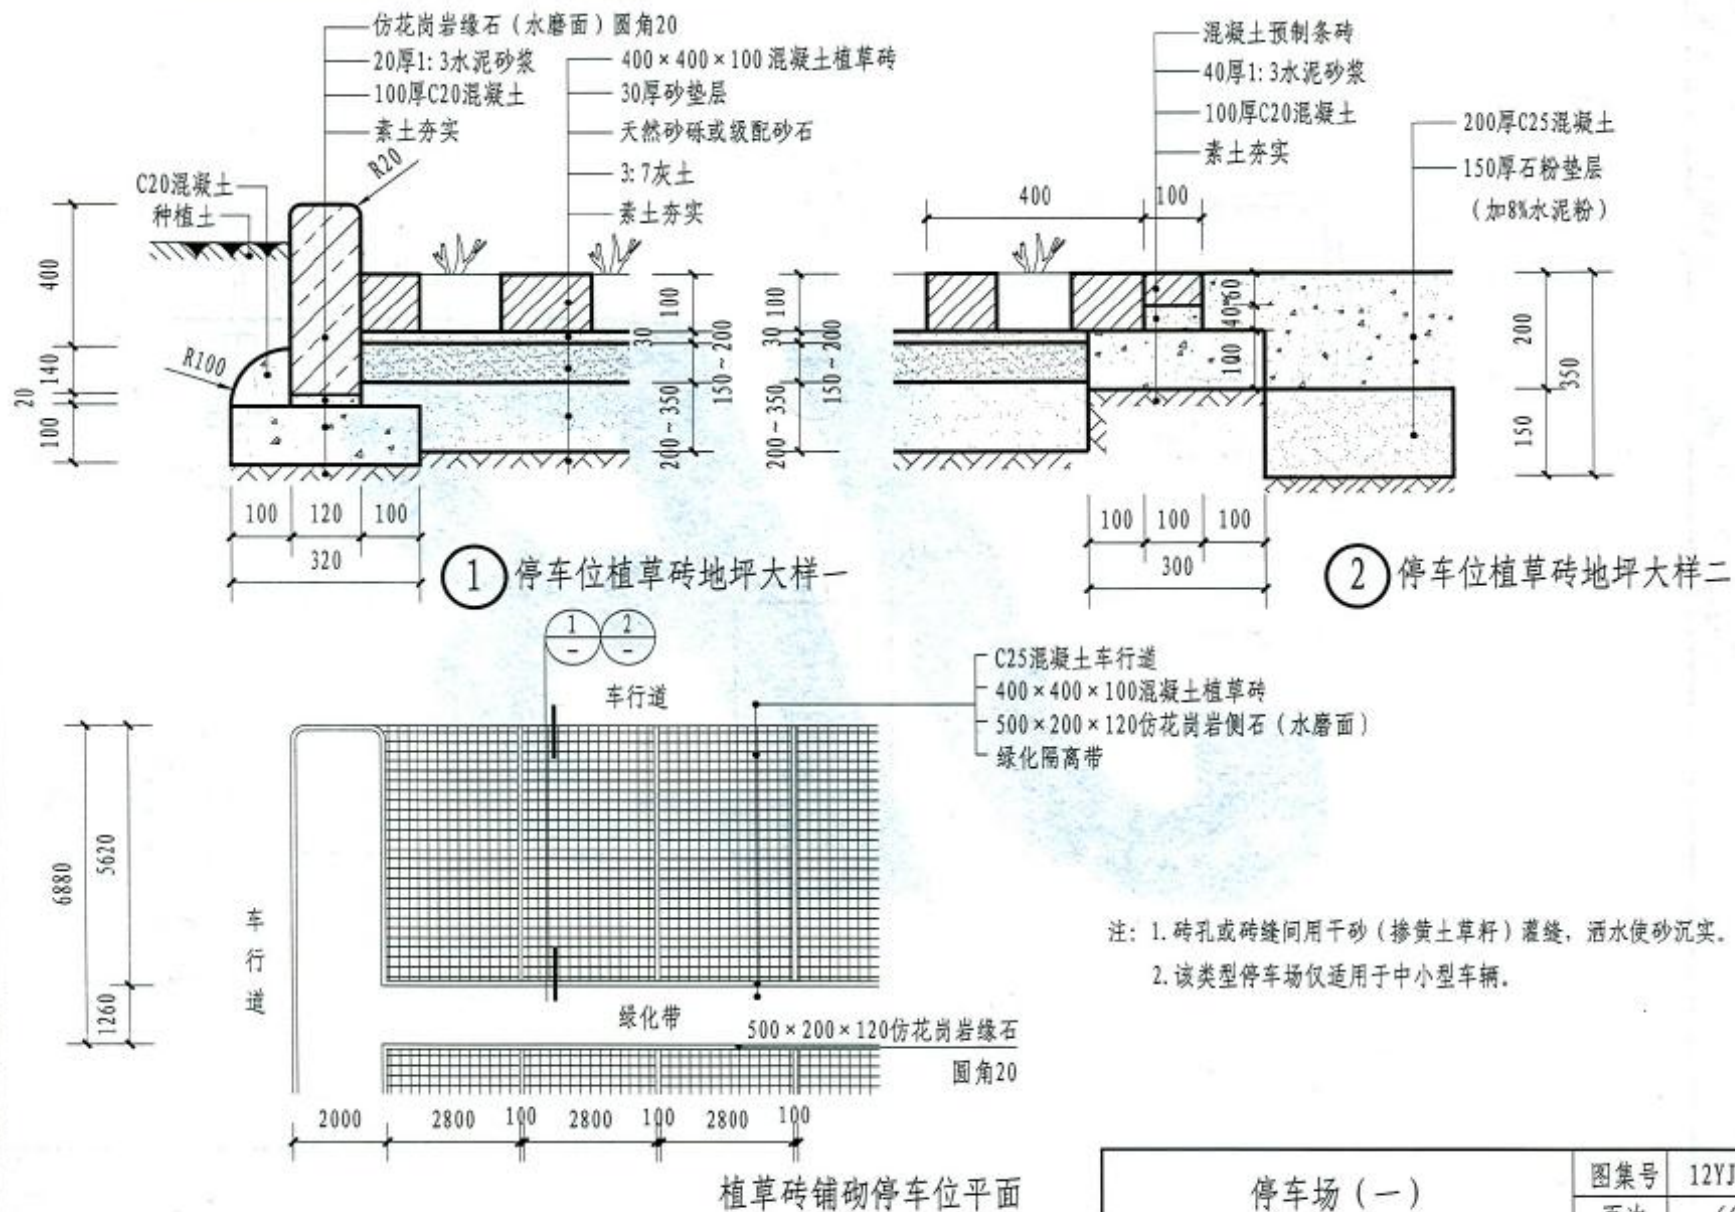 仿花岗岩缘石（水磨面）圆角20
20厚1:3水泥砂浆
100厚C20混凝土
素土夯实
400×400×100混凝土植草砖
30厚砂垫层
天然砂砾或级配砂石
3:7灰土
素土夯实
R20
C20混凝土
种植土
R100
400
140
20
100
100
30
150~200
200~350
100 120 100
320
1 停车位植草砖地坪大样一
混凝土预制条砖
40厚1:3水泥砂浆
100厚C20混凝土
素土夯实
200厚C25混凝土
150厚石粉垫层
（加8%水泥粉）
400 100
100
30
150~200
200~350
60
40
100
200
150
350
100 100 100
300
2 停车位植草砖地坪大样二
1 2
- -
车行道
C25混凝土车行道
400×400×100混凝土植草砖
500×200×120仿花岗岩侧石（水磨面）
绿化隔离带
6880
5620
1260
车行道
绿化带
500×200×120仿花岗岩缘石
圆角20
2000 2800 100 2800 100 2800 100
植草砖铺砌停车位平面
注：1.砖孔或砖缝间用干砂（掺黄土草籽）灌缝，洒水使砂沉实。
2.该类型停车场仅适用于中小型车辆。
停车场（一）
图集号 12YJ